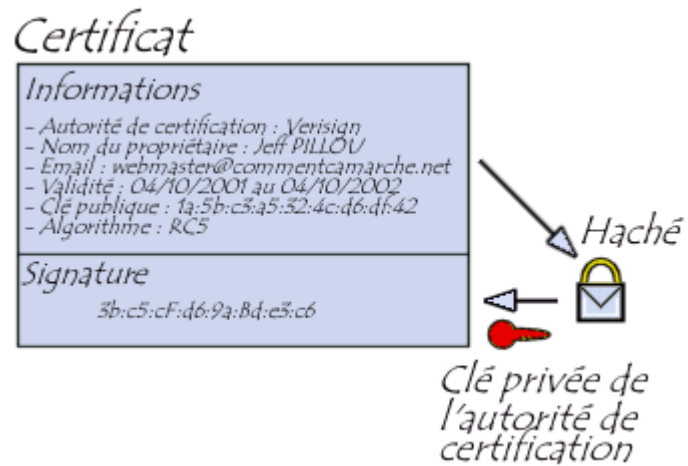 Certificat
Informations
- Autorité de certification : Verisign
- Nom du propriétaire : Jeff PILLOU
- Email : webmaster@commentcamarche.net
- Validité : 04/10/2001 au 04/10/2002
- Clé publique : 1a:5b:c3:a5:32:4c:d6:df:42
- Algorithme : RC5
Haché
Signature
3b:c5:cF:d6:9a:Bd:e3:c6
Clé privée de
l'autorité de
certification